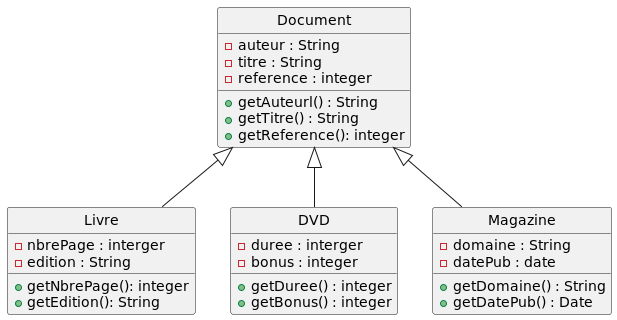 Document
auteur : String
titre : String
reference : integer
getAuteurl() : String
getTitre() : String
getReference(): integer
Livre
nbrePage : interger
edition : String
getNbrePage(): integer
getEdition(): String
DVD
duree : interger
bonus : integer
getDuree() : integer
getBonus() : integer
Magazine
domaine : String
datePub : date
getDomaine() : String
getDatePub() : Date